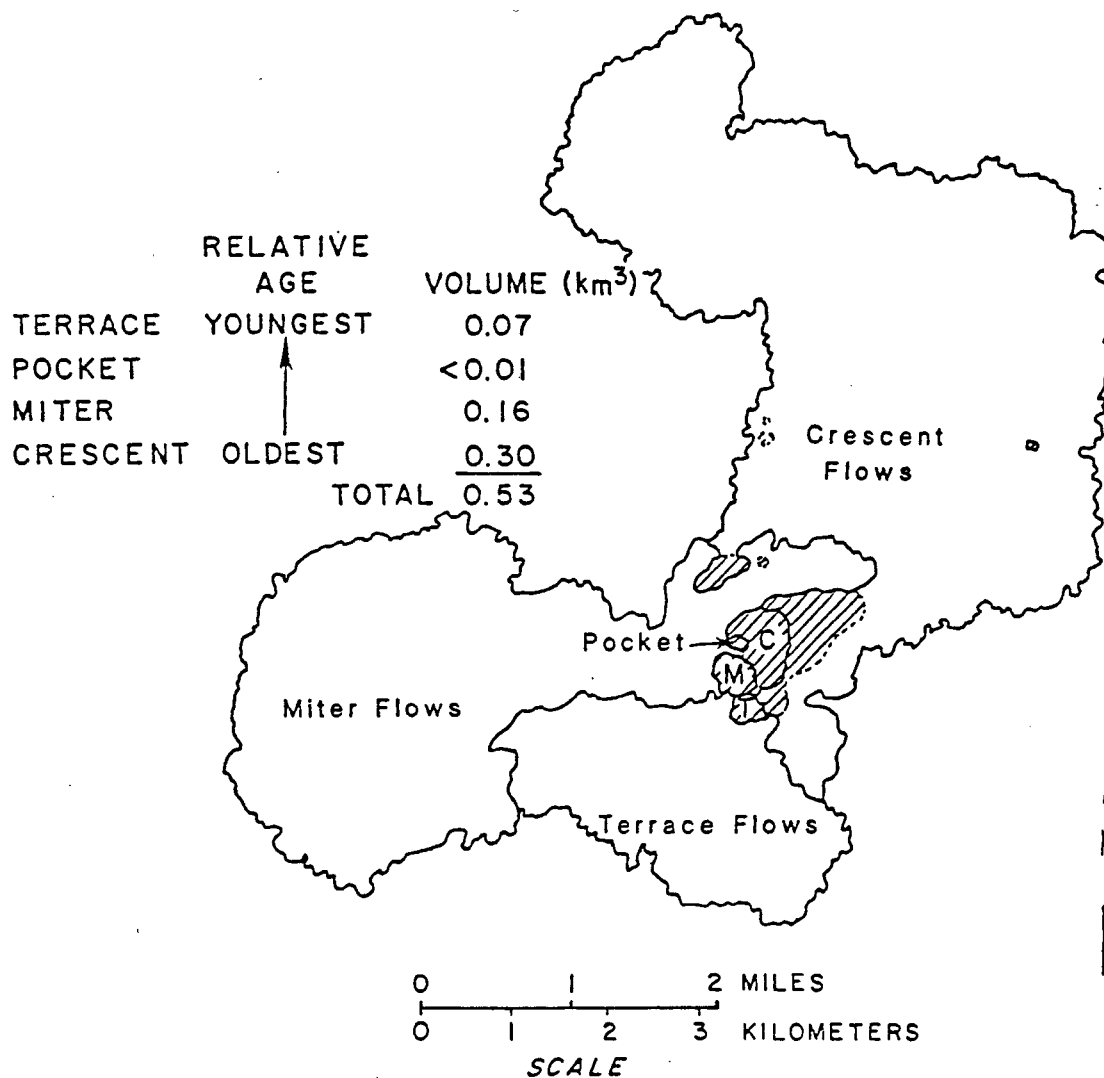 RELATIVE
AGE VOLUME (km³)
TERRACE YOUNGEST 0.07
POCKET <0.01
MITER 0.16
CRESCENT OLDEST 0.30
TOTAL 0.53
Crescent
Flows
Pocket
C
M
T
Miter Flows
Terrace Flows
0 1 2 MILES
0 1 2 3 KILOMETERS
SCALE